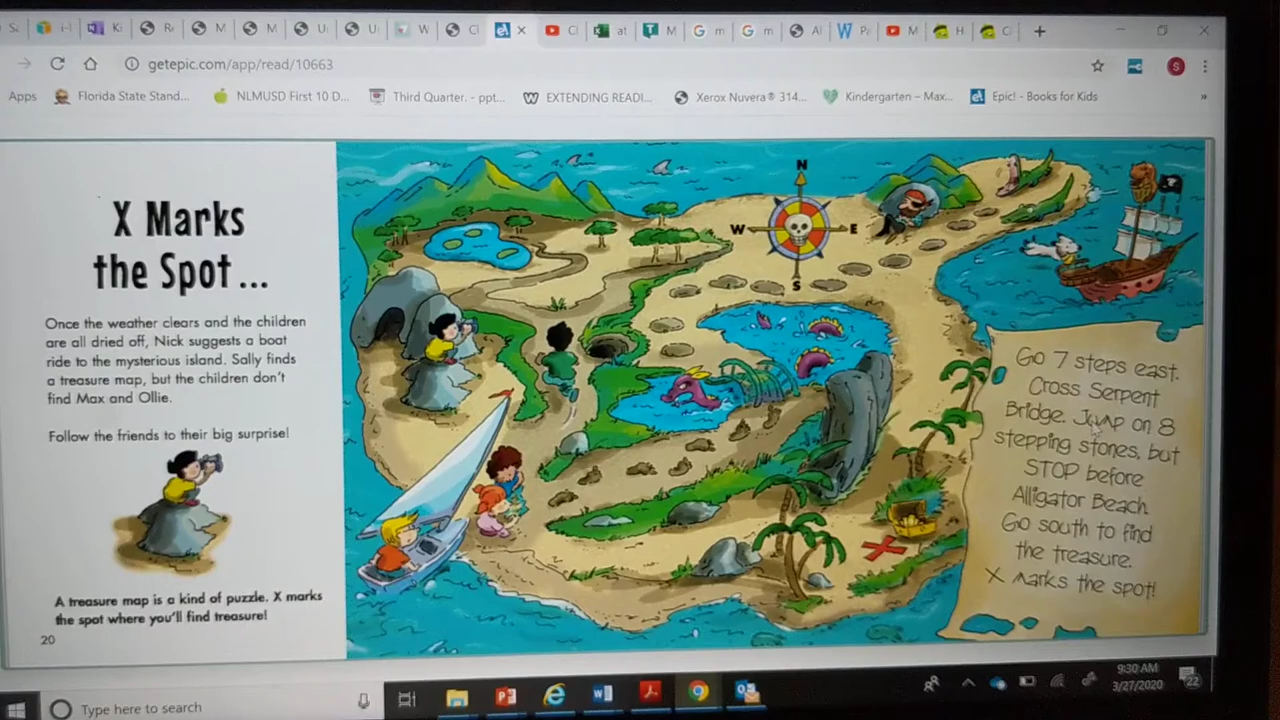 getepic.com/app/read/10663
Apps
Florida State Stand...
NLMUSD First 10 D...
Third Quarter. - ppt...
EXTENDING READI...
Xerox Nuvera® 314...
Kindergarten – Max...
Epic! - Books for Kids
»
X Marks
the Spot ...
Once the weather clears and the children
are all dried off, Nick suggests a boat
ride to the mysterious island. Sally finds
a treasure map, but the children don't
find Max and Ollie.
Follow the friends to their big surprise!
A treasure map is a kind of puzzle. X marks
the spot where you'll find treasure!
20
N
W
E
S
Go 7 steps east.
Cross Serpent
Bridge. Jump on 8
stepping stones, but
STOP before
Alligator Beach.
Go south to find
the treasure.
X marks the spot!
Type here to search
9:30 AM
3/27/2020
22